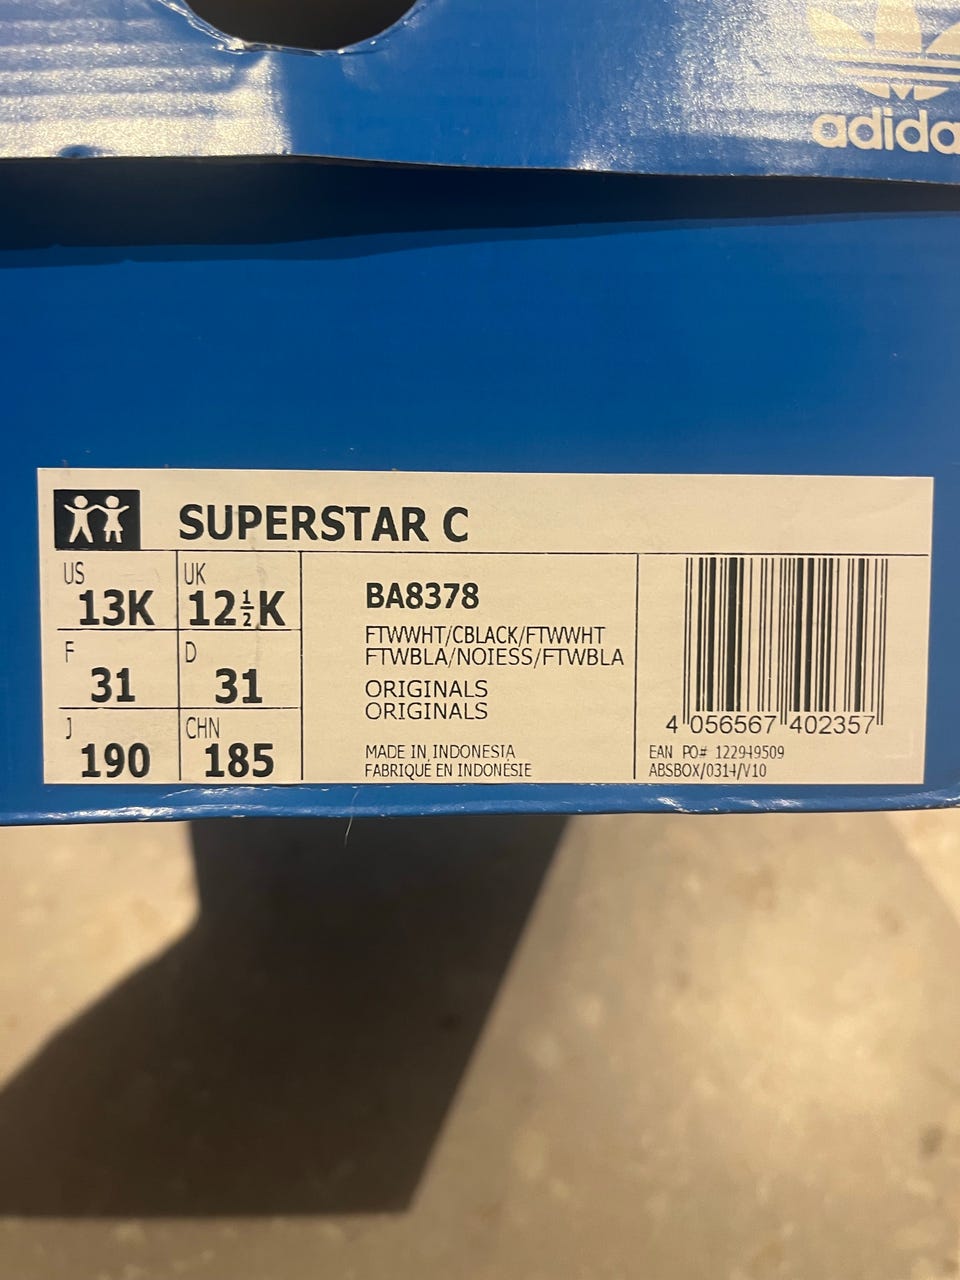 adidas
SUPERSTAR C
US
13K
UK
12½K
F
31
D
31
J
190
CHN
185
BA8378
FTWWHT/CBLACK/FTWWHT
FTWBLA/NOIESS/FTWBLA
ORIGINALS
ORIGINALS
MADE IN INDONESIA
FABRIQUÉ EN INDONÉSIE
4 056567 402357
EAN PO# 122949509
ABSBOX/0314/V10